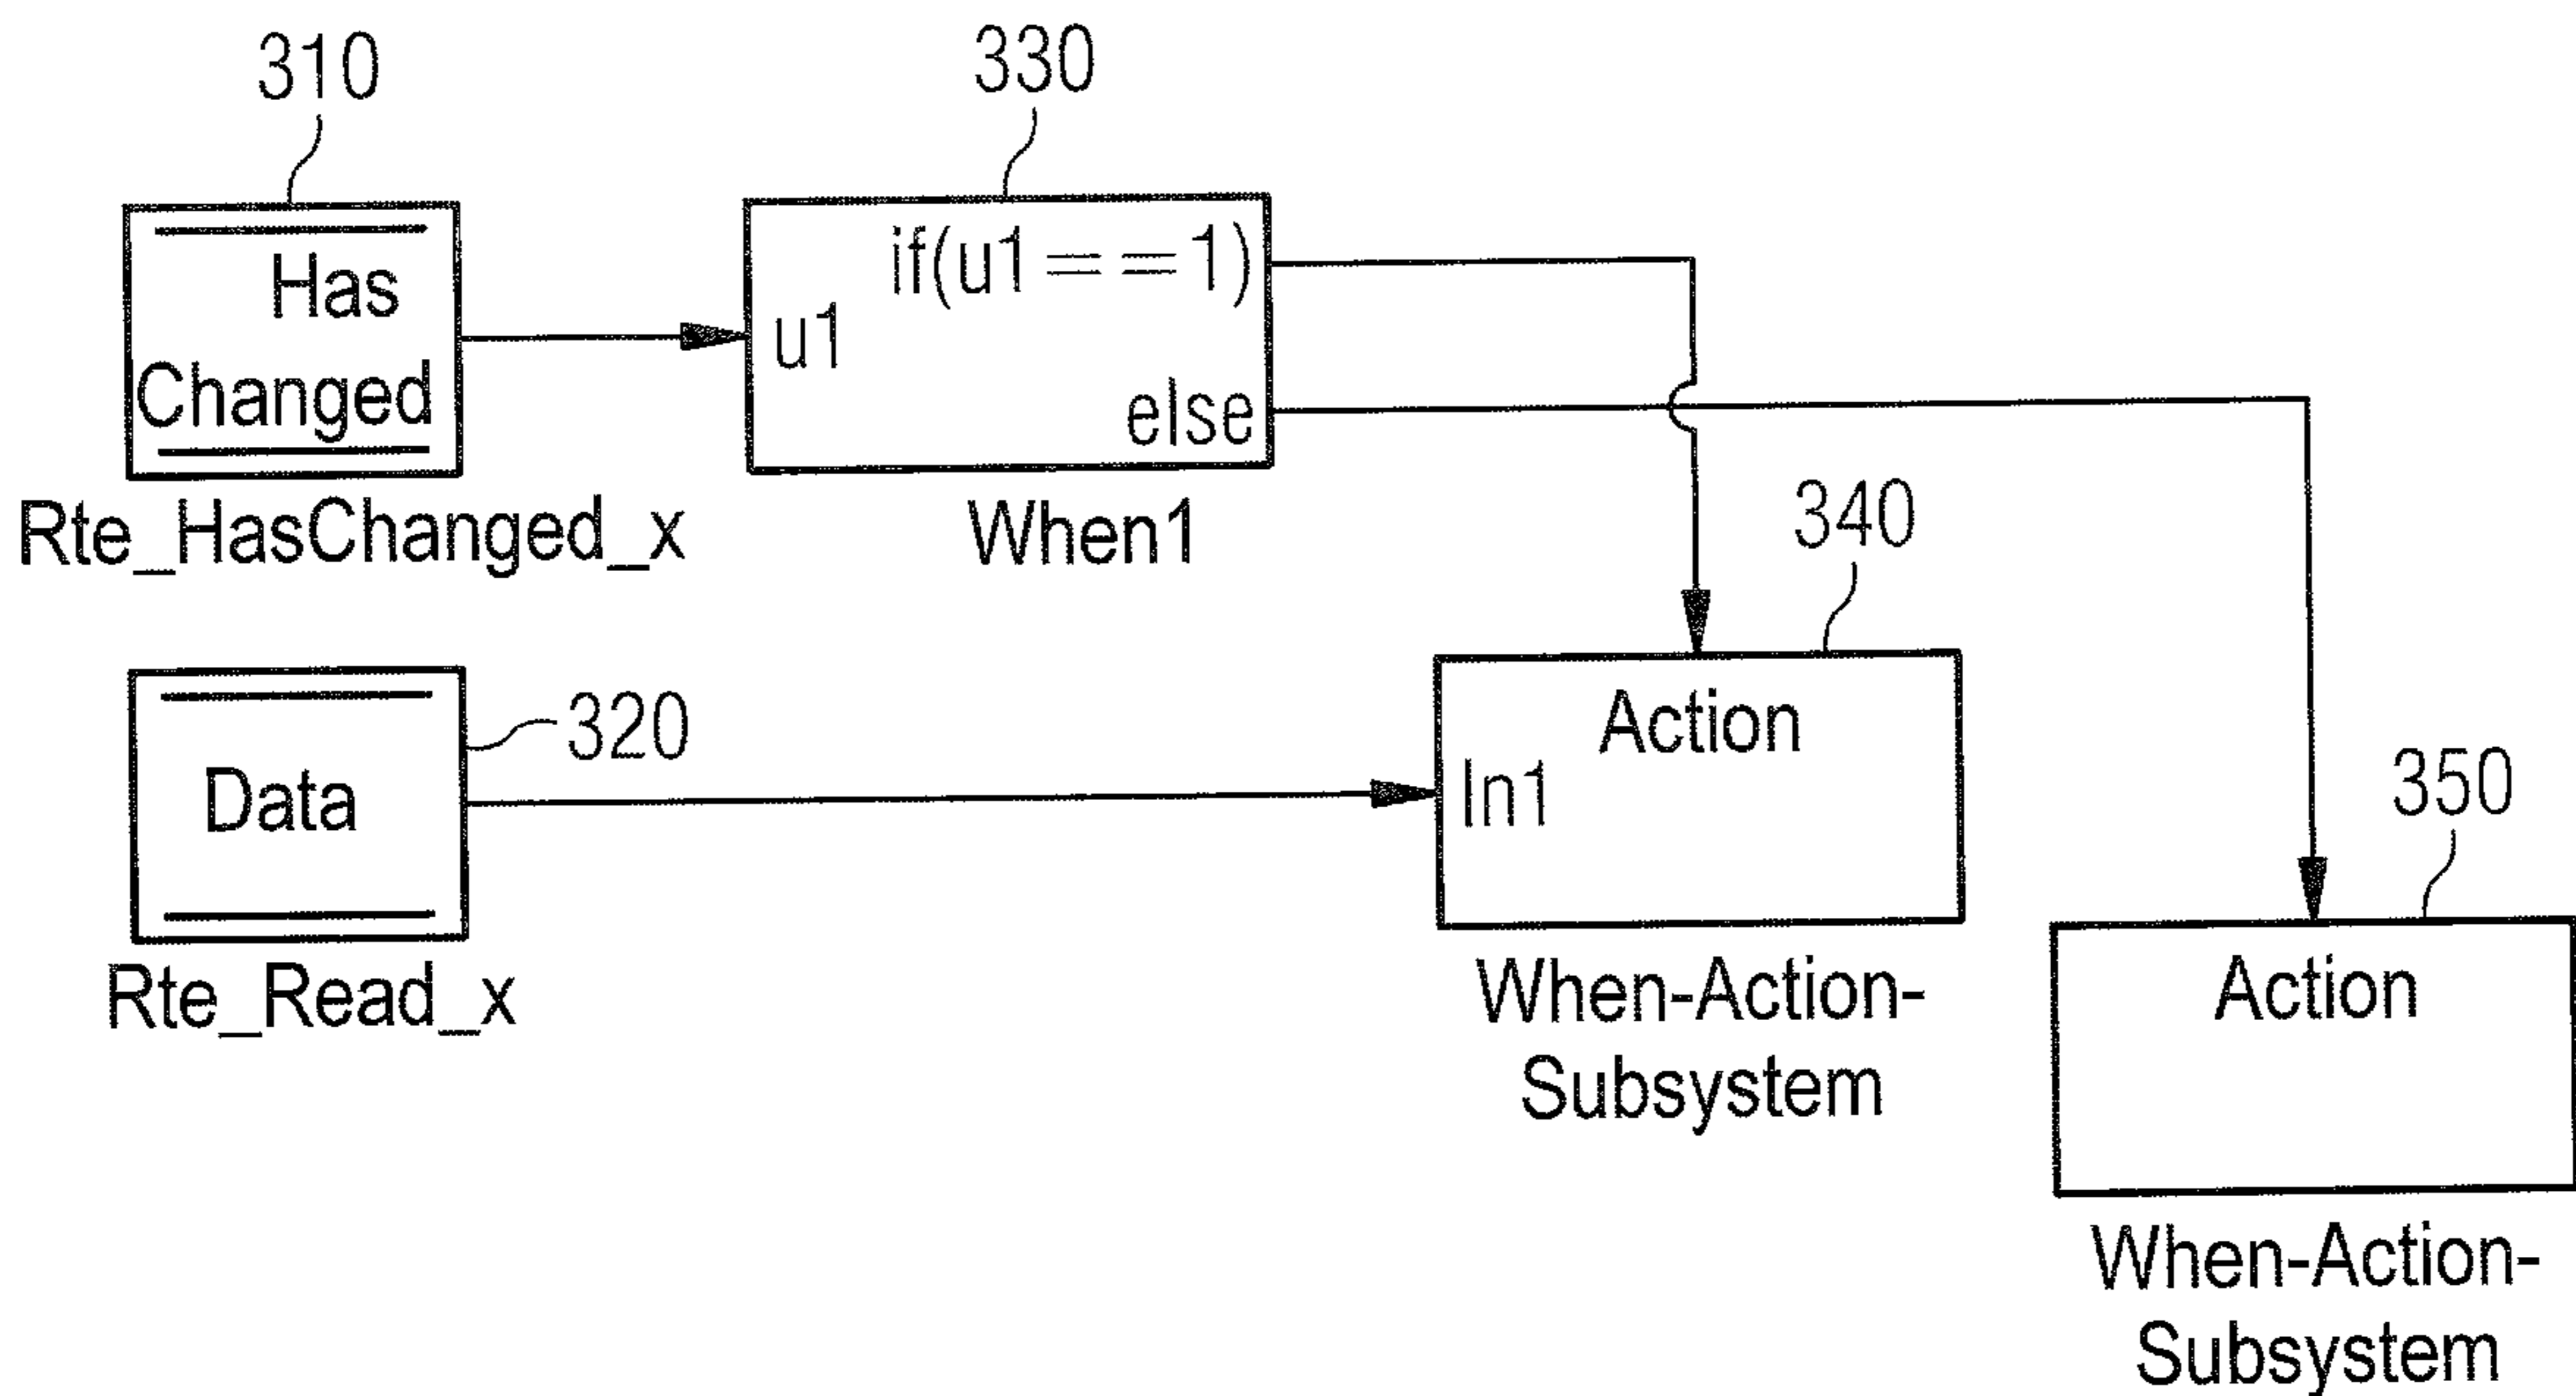 310
330
Has
Changed
Rte_HasChanged_x
if(u1==1)
u1
else
When1
340
320
Data
Rte_Read_x
Action
In1
When-Action-
Subsystem
350
Action
When-Action-
Subsystem